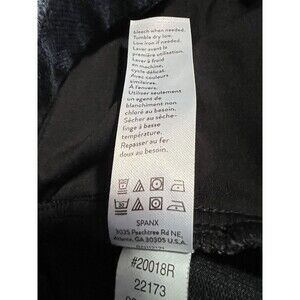 bleach when needed.
Tumble dry low.
Low iron if needed.
Laver avant la
première utilisation.
Laver à froid
en machine,
cycle délicat.
Avec couleurs
similaires.
À l'envers.
Utiliser seulement
un agent de
blanchiment non
chloré au besoin.
Sécher au sèche-
linge à basse
température.
Repasser au fer
doux au besoin.
SPANX
3035 Peachtree Rd NE,
Atlanta, GA 30305 U.S.A.
#20018R
22173